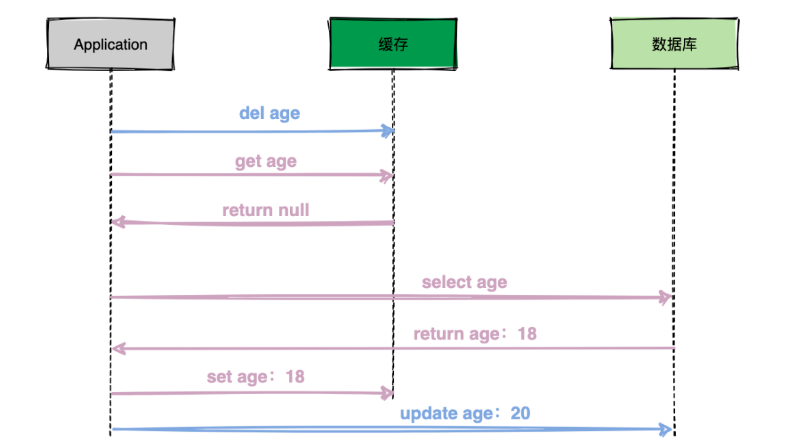 Application
缓存
数据库
del age
get age
return null
select age
return age：18
set age：18
update age：20